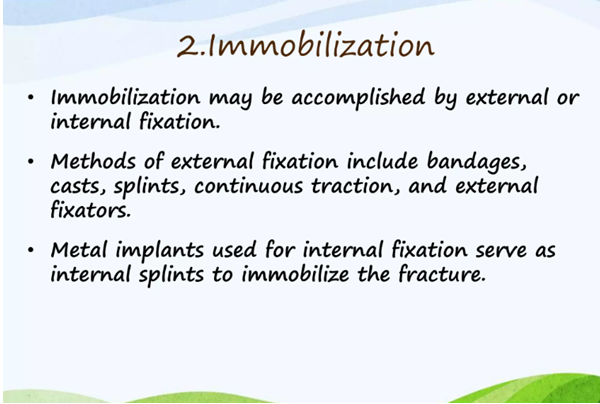 2.Immobilization
• Immobilization may be accomplished by external or
internal fixation.
• Methods of external fixation include bandages,
casts, splints, continuous traction, and external
fixators.
• Metal implants used for internal fixation serve as
internal splints to immobilize the fracture.